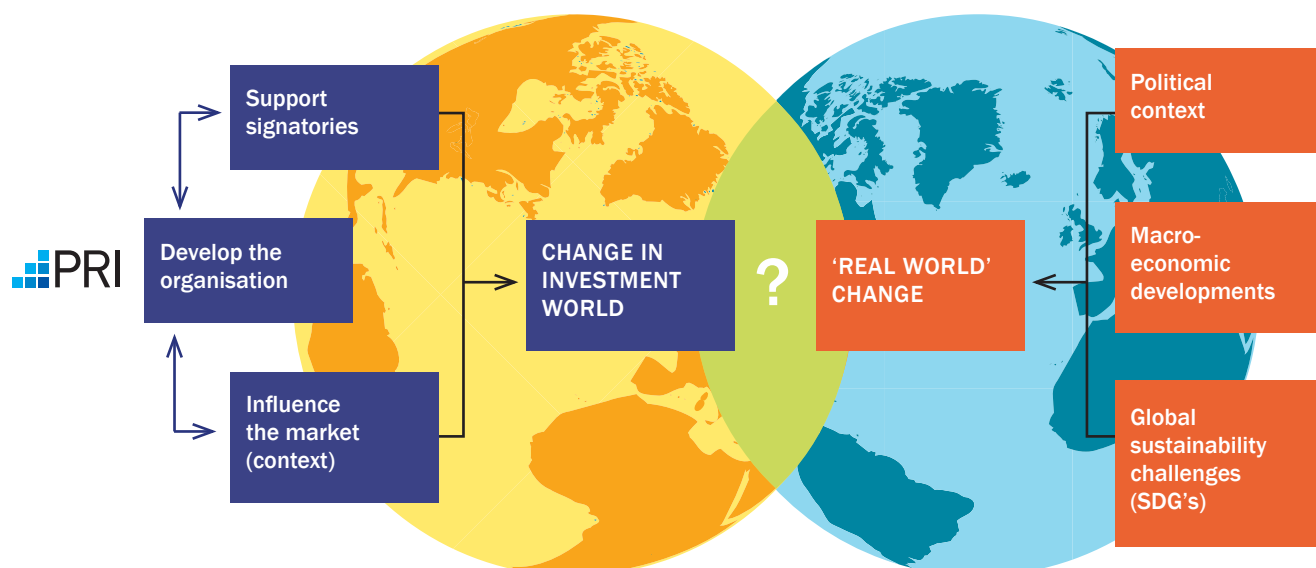 PRI
Support
signatories
Develop the
organisation
Influence
the market
(context)
CHANGE IN
INVESTMENT
WORLD
?
‘REAL WORLD’
CHANGE
Political
context
Macro-
economic
developments
Global
sustainability
challenges
(SDG's)